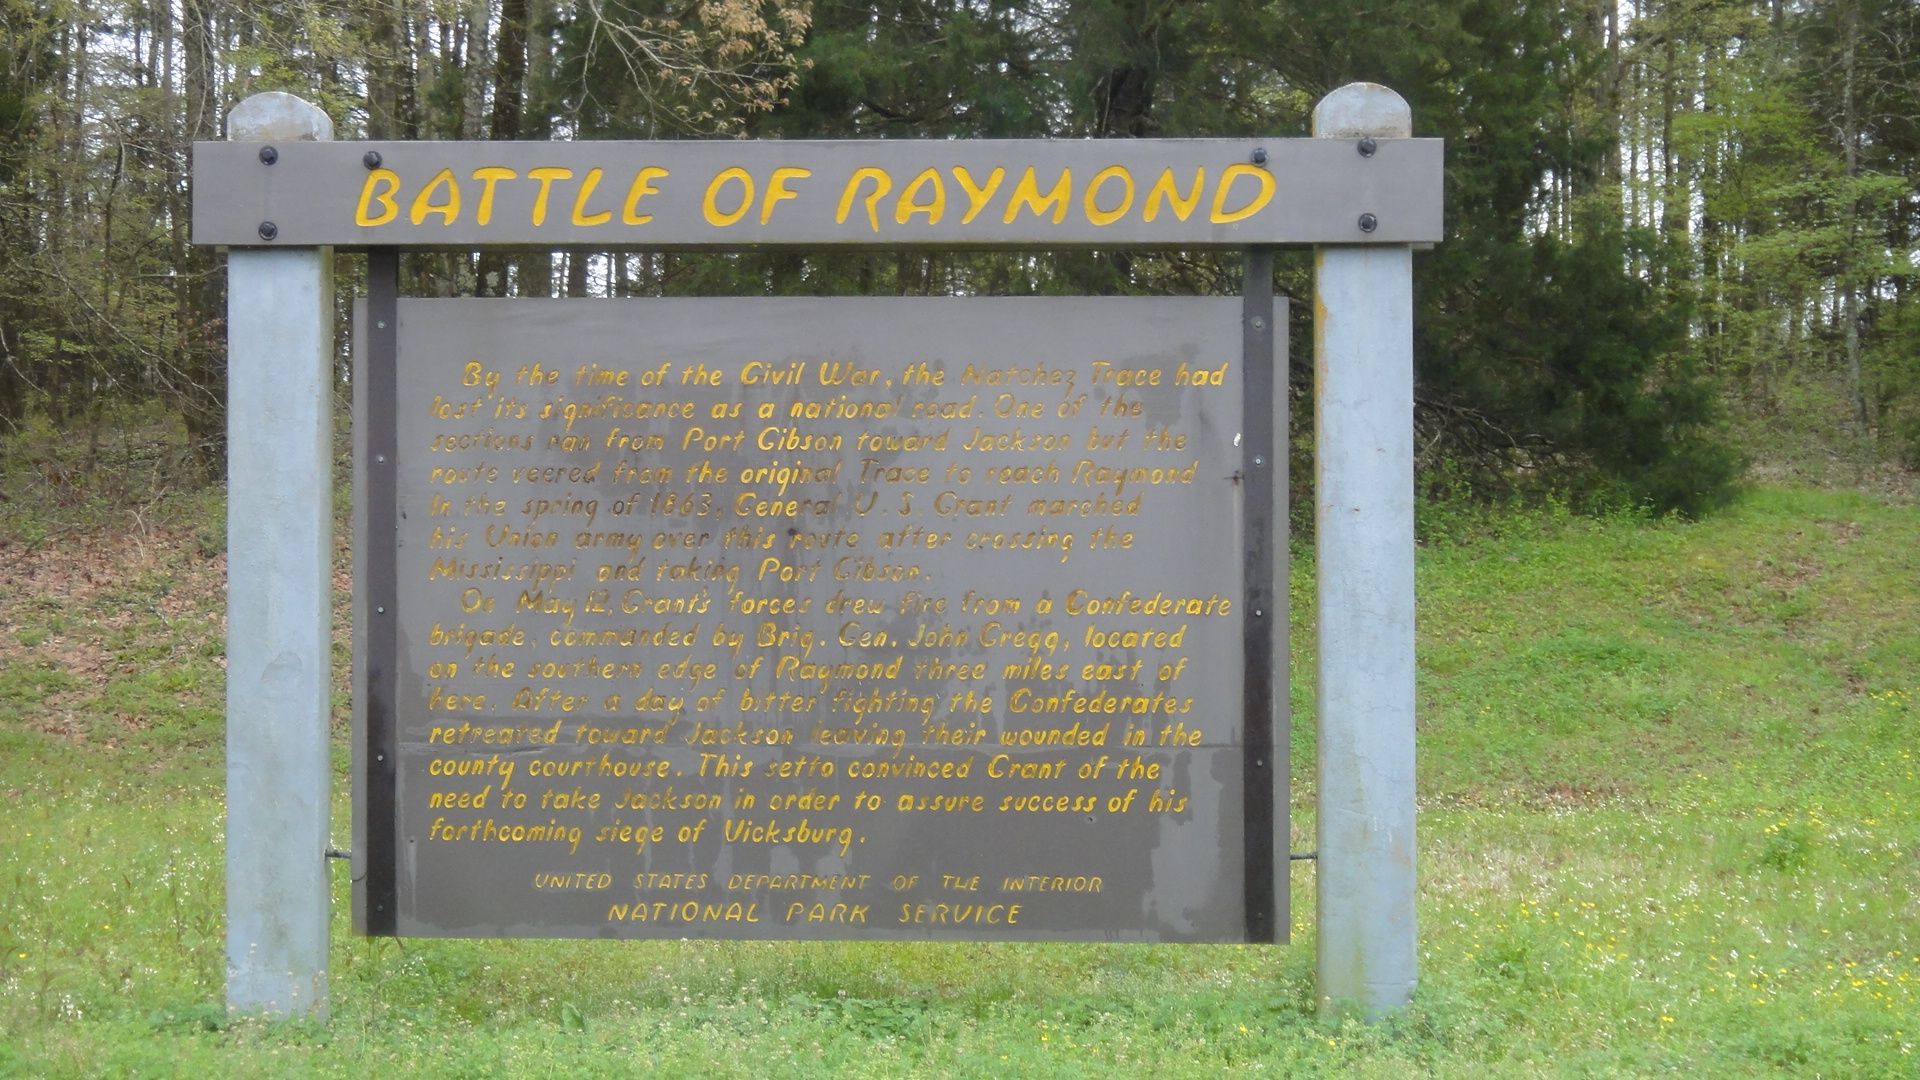 BATTLE OF RAYMOND
By the time of the Civil War, the Natchez Trace had
lost its significance as a national road. One of the
sections ran from Port Gibson toward Jackson but the
route veered from the original Trace to reach Raymond
In the spring of 1863, General U. S. Grant marched
his Union army over this route after crossing the
Mississippi and taking Port Gibson.
On May 12, Grant's forces drew fire from a Confederate
brigade, commanded by Brig. Gen. John Gregg, located
on the southern edge of Raymond three miles east of
here. After a day of bitter fighting the Confederates
retreated toward Jackson leaving their wounded in the
county courthouse. This setto convinced Grant of the
need to take Jackson in order to assure success of his
forthcoming siege of Vicksburg.
UNITED STATES DEPARTMENT OF THE INTERIOR
NATIONAL PARK SERVICE